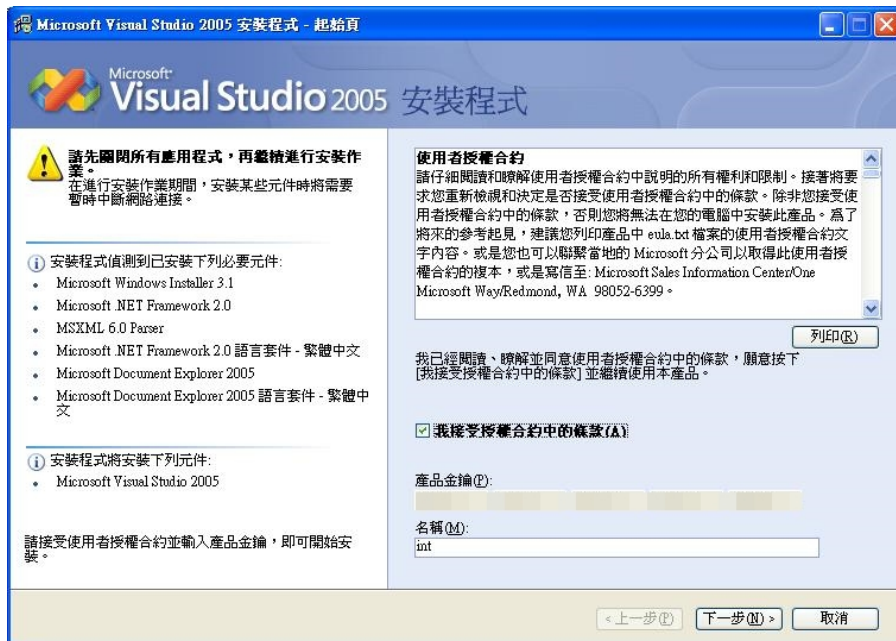 Microsoft Visual Studio 2005 安裝程式 - 起始頁
Microsoft
Visual Studio 2005 安裝程式
請先關閉所有應用程式，再繼續進行安裝作
業。
在進行安裝作業期間，安裝某些元件時將需要
暫時中斷網路連接。
安裝程式偵測到已安裝下列必要元件:
Microsoft Windows Installer 3.1
Microsoft .NET Framework 2.0
MSXML 6.0 Parser
Microsoft .NET Framework 2.0 語言套件 - 繁體中文
Microsoft Document Explorer 2005
Microsoft Document Explorer 2005 語言套件 - 繁體中
文
安裝程式將安裝下列元件:
Microsoft Visual Studio 2005
請接受使用者授權合約並輸入產品金鑰，即可開始安
裝。
使用者授權合約
請仔細閱讀和瞭解使用者授權合約中說明的所有權利和限制。接著將要
求您重新檢視和決定是否接受使用者授權合約中的條款。除非您接受使
用者授權合約中的條款，否則您將無法在您的電腦中安裝此產品。爲了
將來的參考起見，建議您列印產品中 eula.txt 檔案的使用者授權合約文
字內容。或是您也可以聯繫當地的 Microsoft 分公司以取得此使用者授
權合約的複本，或是寫信至: Microsoft Sales Information Center/One
Microsoft Way/Redmond, WA 98052-6399。
列印(R)
我已經閱讀、瞭解並同意使用者授權合約中的條款，願意按下
[我接受授權合約中的條款] 並繼續使用本產品。
我接受授權合約中的條款(A)
產品金鑰(P):
名稱(M):
int
< 上一步(P)
下一步(N) >
取消